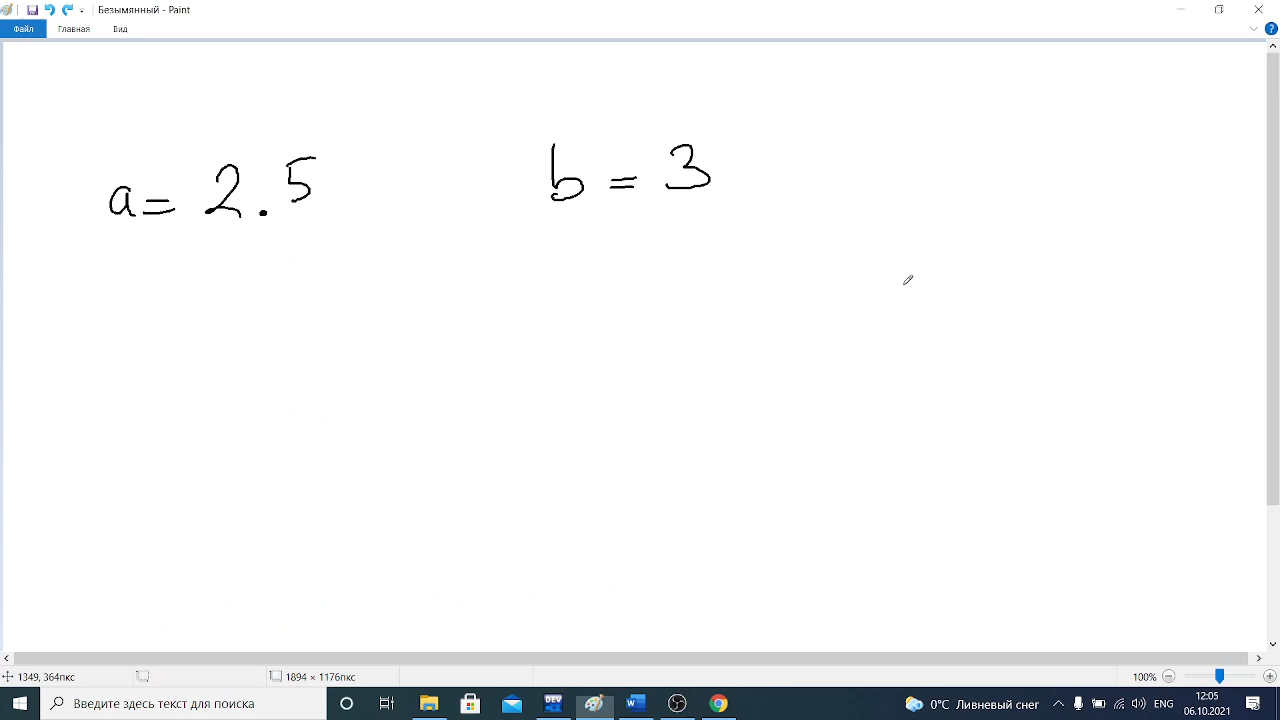 Безымянный - Paint
Файл Главная Вид
a= 2.5 b = 3
1349, 364пкс 1894 × 1176пкс 100%
Введите здесь текст для поиска DEV W 0°C Ливневый снег ENG 12:05
06.10.2021